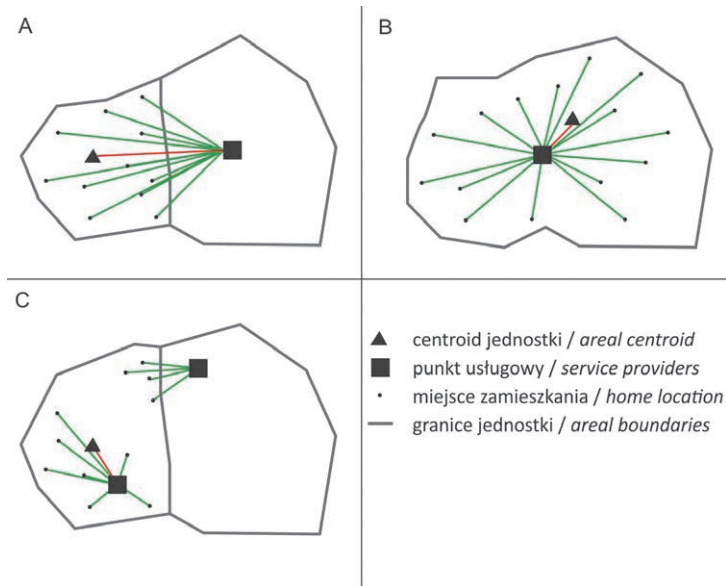 A
B
C
centroid jednostki / areal centroid
punkt usługowy / service providers
miejsce zamieszkania / home location
granice jednostki / areal boundaries